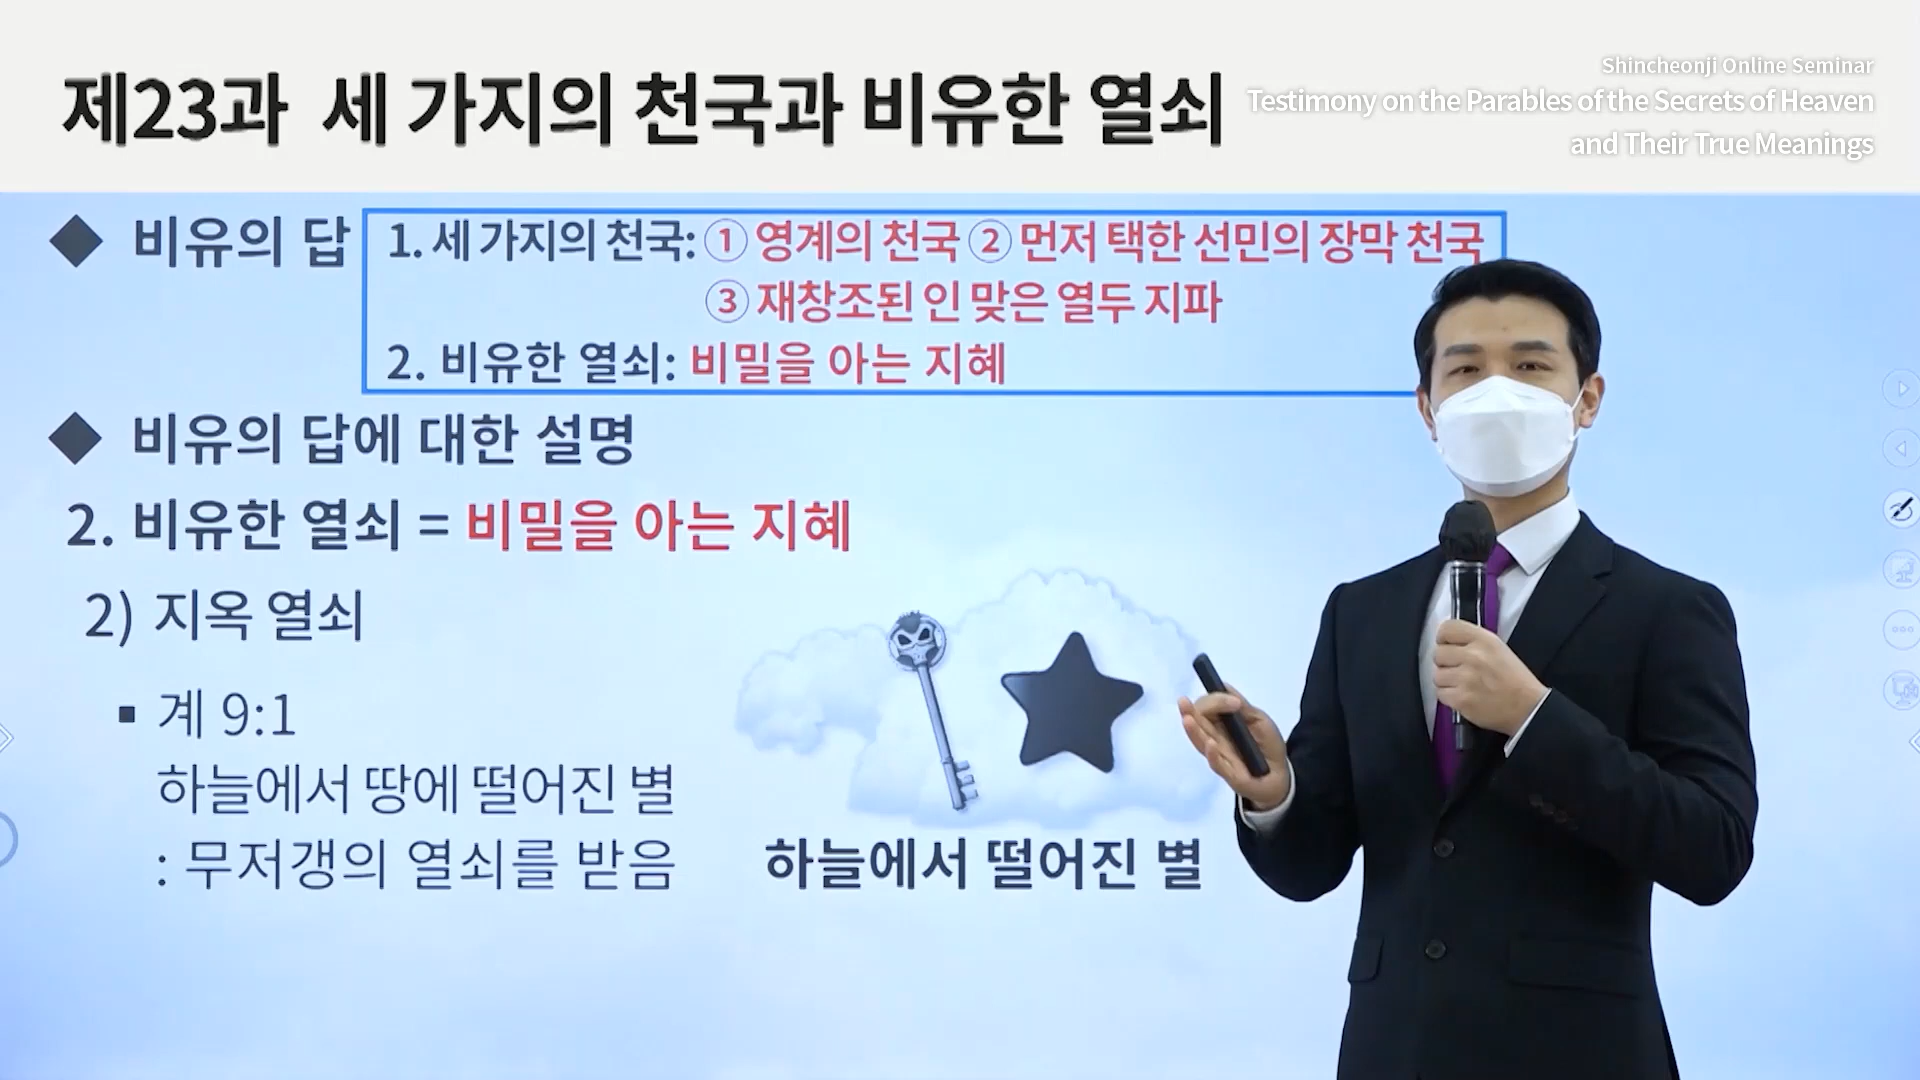 제23과 세 가지의 천국과 비유한 열쇠
Shincheonji Online Seminar
Testimony on the Parables of the Secrets of Heaven
and Their True Meanings
◆ 비유의 답
1. 세 가지의 천국: ① 영계의 천국 ② 먼저 택한 선민의 장막 천국
③ 재창조된 인 맞은 열두 지파
2. 비유한 열쇠: 비밀을 아는 지혜
◆ 비유의 답에 대한 설명
2. 비유한 열쇠 = 비밀을 아는 지혜
2) 지옥 열쇠
▪ 계 9:1
하늘에서 땅에 떨어진 별
: 무저갱의 열쇠를 받음
하늘에서 떨어진 별